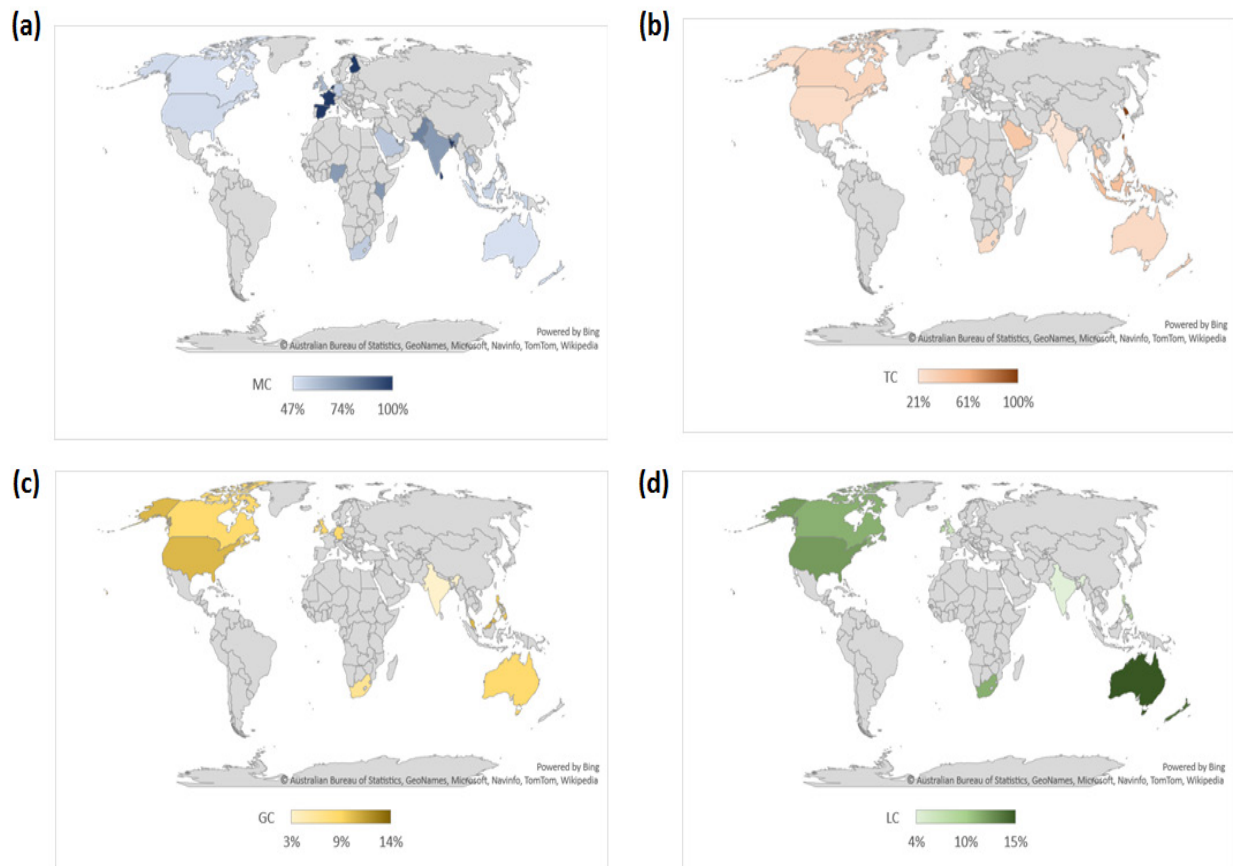 (a)
(b)
Powered by Bing
© Australian Bureau of Statistics, GeoNames, Microsoft, Navinfo, TomTom, Wikipedia
MC
47% 74% 100%
Powered by Bing
© Australian Bureau of Statistics, GeoNames, Microsoft, Navinfo, TomTom, Wikipedia
TC
21% 61% 100%
(c)
(d)
Powered by Bing
© Australian Bureau of Statistics, GeoNames, Microsoft, Navinfo, TomTom, Wikipedia
GC
3% 9% 14%
Powered by Bing
© Australian Bureau of Statistics, GeoNames, Microsoft, Navinfo, TomTom, Wikipedia
LC
4% 10% 15%